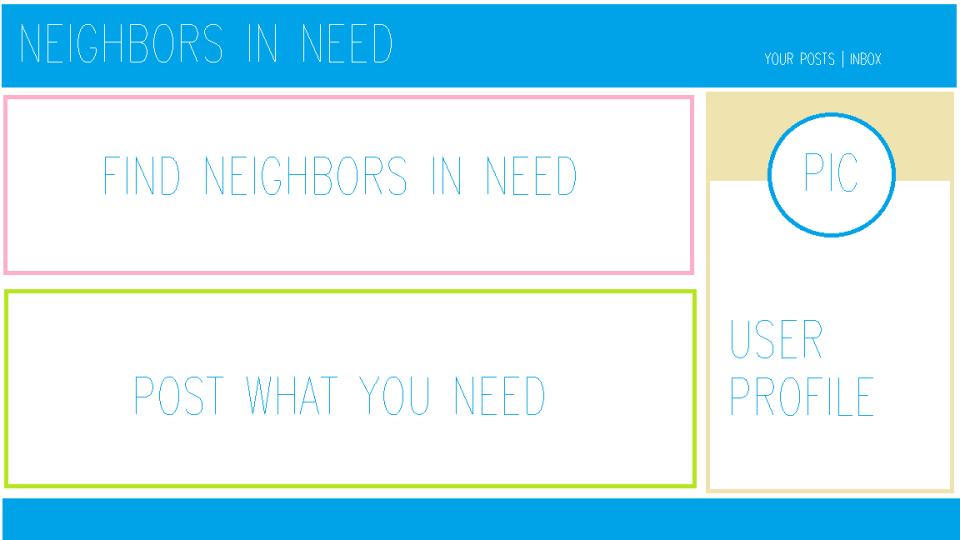 NEIGHBORS IN NEED
YOUR POSTS | INBOX
FIND NEIGHBORS IN NEED
PIC
USER
PROFILE
POST WHAT YOU NEED